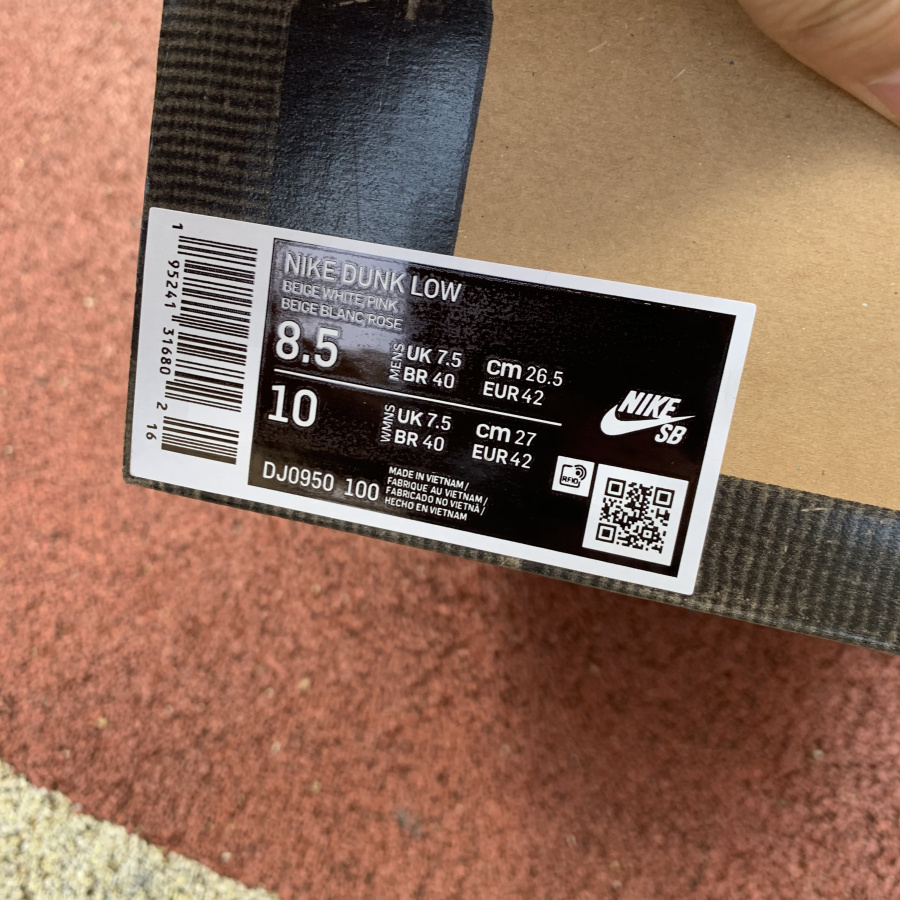 1 95241 31680 2 16
NIKE DUNK LOW
BEIGE WHITE/PINK
BEIGE BLANC/ROSE
8.5
MENS
UK 7.5
BR 40
cm 26.5
EUR 42
10
WMNS
UK 7.5
BR 40
cm 27
EUR 42
NIKE
SB
RFID
DJ0950 100
MADE IN VIETNAM/
FABRIQUE AU VIETNAM/
FABRICADO NO VIETNÃ/
HECHO EN VIETNAM